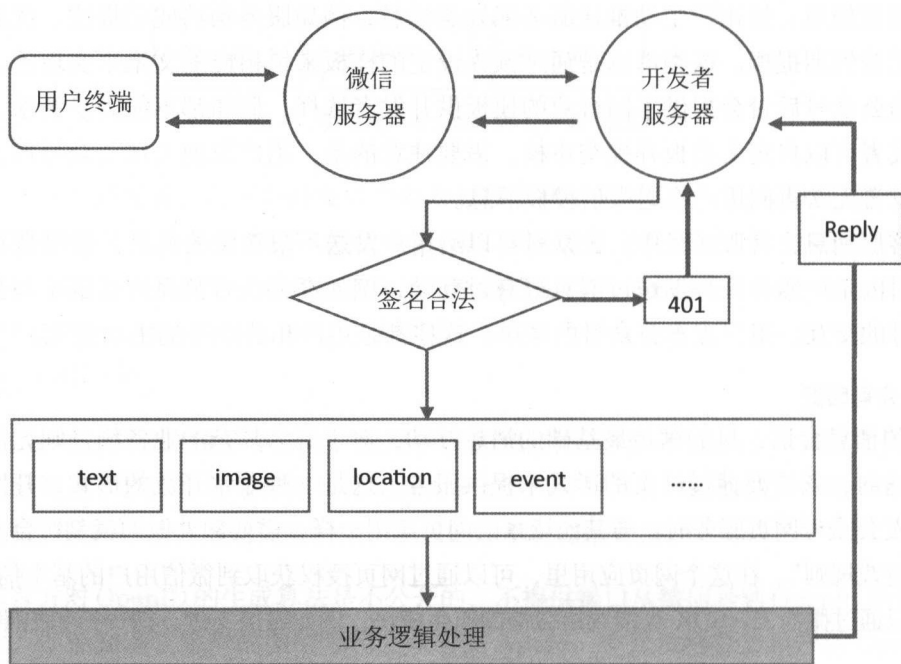 用户终端
微信
服务器
开发者
服务器
Reply
签名合法
401
text
image
location
event
......
业务逻辑处理